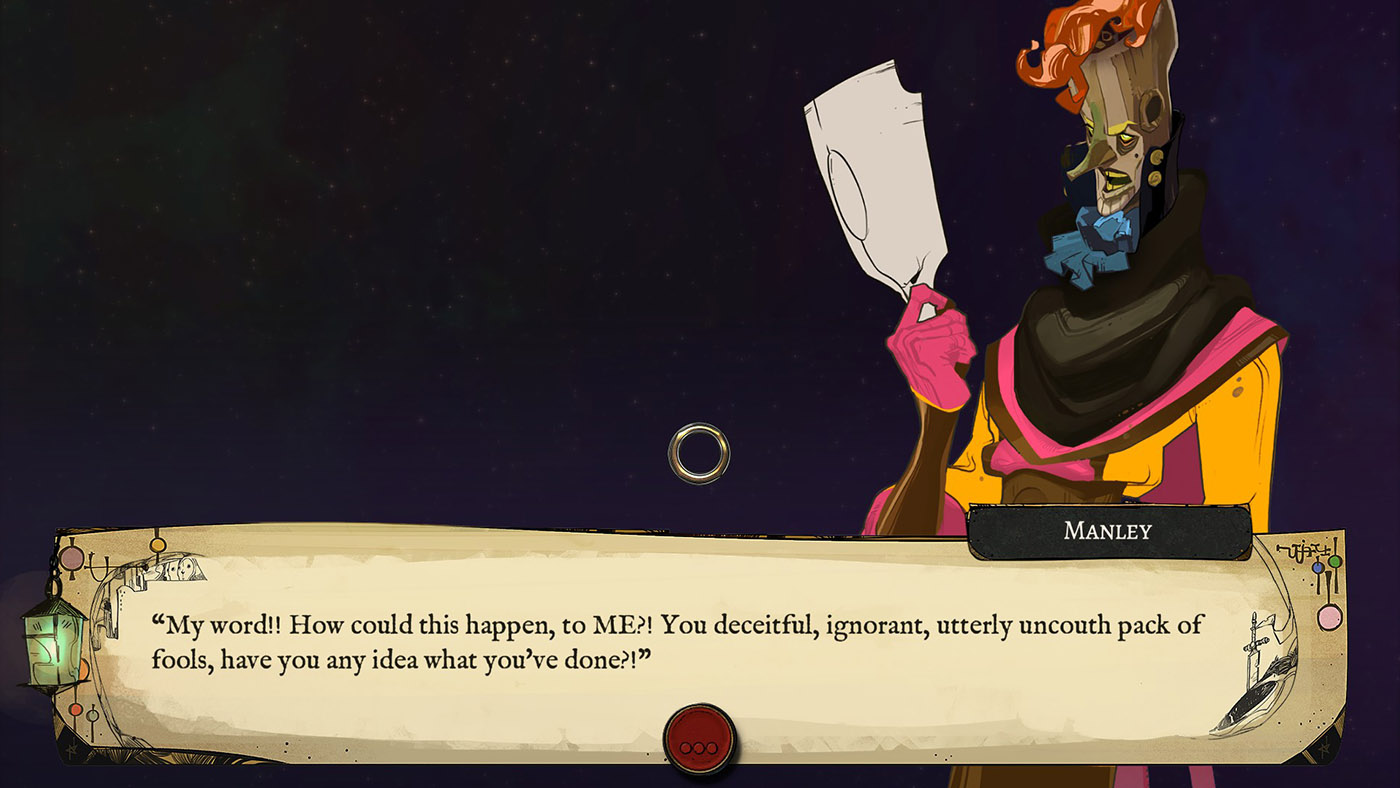 MANLEY
“My word!! How could this happen, to ME?! You deceitful, ignorant, utterly uncouth pack of
fools, have you any idea what you’ve done?!”